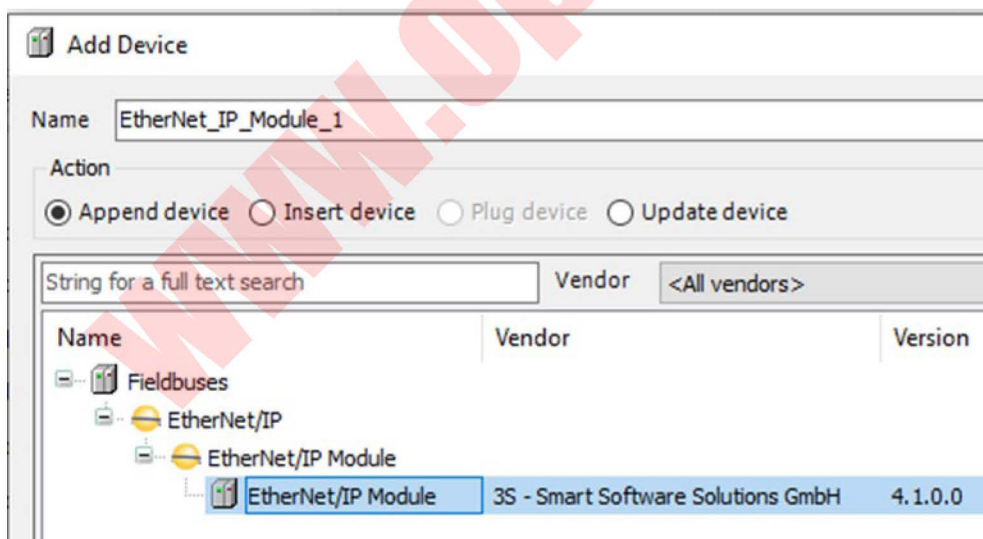 Add Device
Name EtherNet_IP_Module_1
Action
Append device Insert device Plug device Update device
String for a full text search Vendor <All vendors>
Name Vendor Version
Fieldbuses
EtherNet/IP
EtherNet/IP Module
EtherNet/IP Module 3S - Smart Software Solutions GmbH 4.1.0.0
www.op